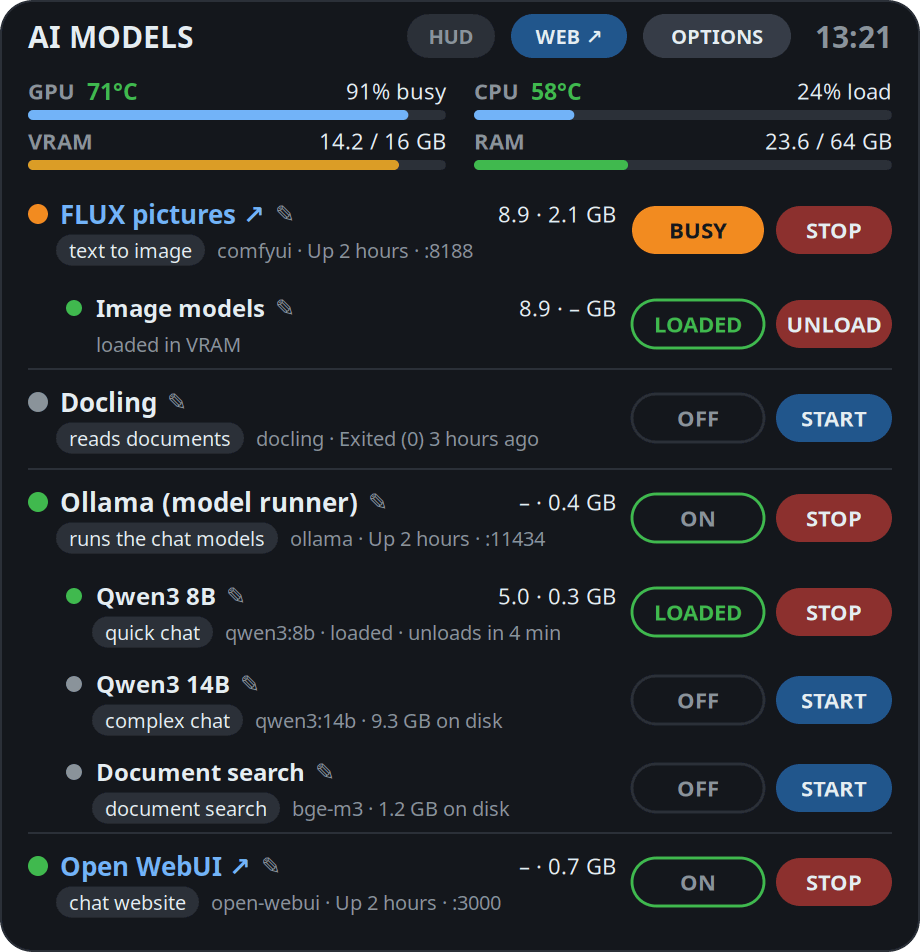 AI MODELS HUD WEB ↗ OPTIONS 13:21
GPU 71°C 91% busy CPU 58°C 24% load
VRAM 14.2 / 16 GB RAM 23.6 / 64 GB
FLUX pictures ↗ ✎ 8.9 · 2.1 GB BUSY STOP
text to image comfyui · Up 2 hours · :8188
Image models ✎ 8.9 · – GB LOADED UNLOAD
loaded in VRAM
Docling ✎ OFF START
reads documents docling · Exited (0) 3 hours ago
Ollama (model runner) ✎ – · 0.4 GB ON STOP
runs the chat models ollama · Up 2 hours · :11434
Qwen3 8B ✎ 5.0 · 0.3 GB LOADED STOP
quick chat qwen3:8b · loaded · unloads in 4 min
Qwen3 14B ✎ OFF START
complex chat qwen3:14b · 9.3 GB on disk
Document search ✎ OFF START
document search bge-m3 · 1.2 GB on disk
Open WebUI ↗ ✎ – · 0.7 GB ON STOP
chat website open-webui · Up 2 hours · :3000